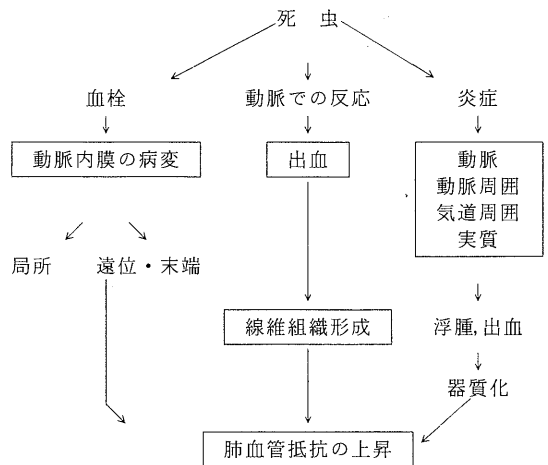 死 虫
血栓 動脈での反応 炎症
動脈内膜の病変 出血 動脈
動脈周囲
気道周囲
実質
局所 遠位・末端
線維組織形成 浮腫,出血
器質化
肺血管抵抗の上昇